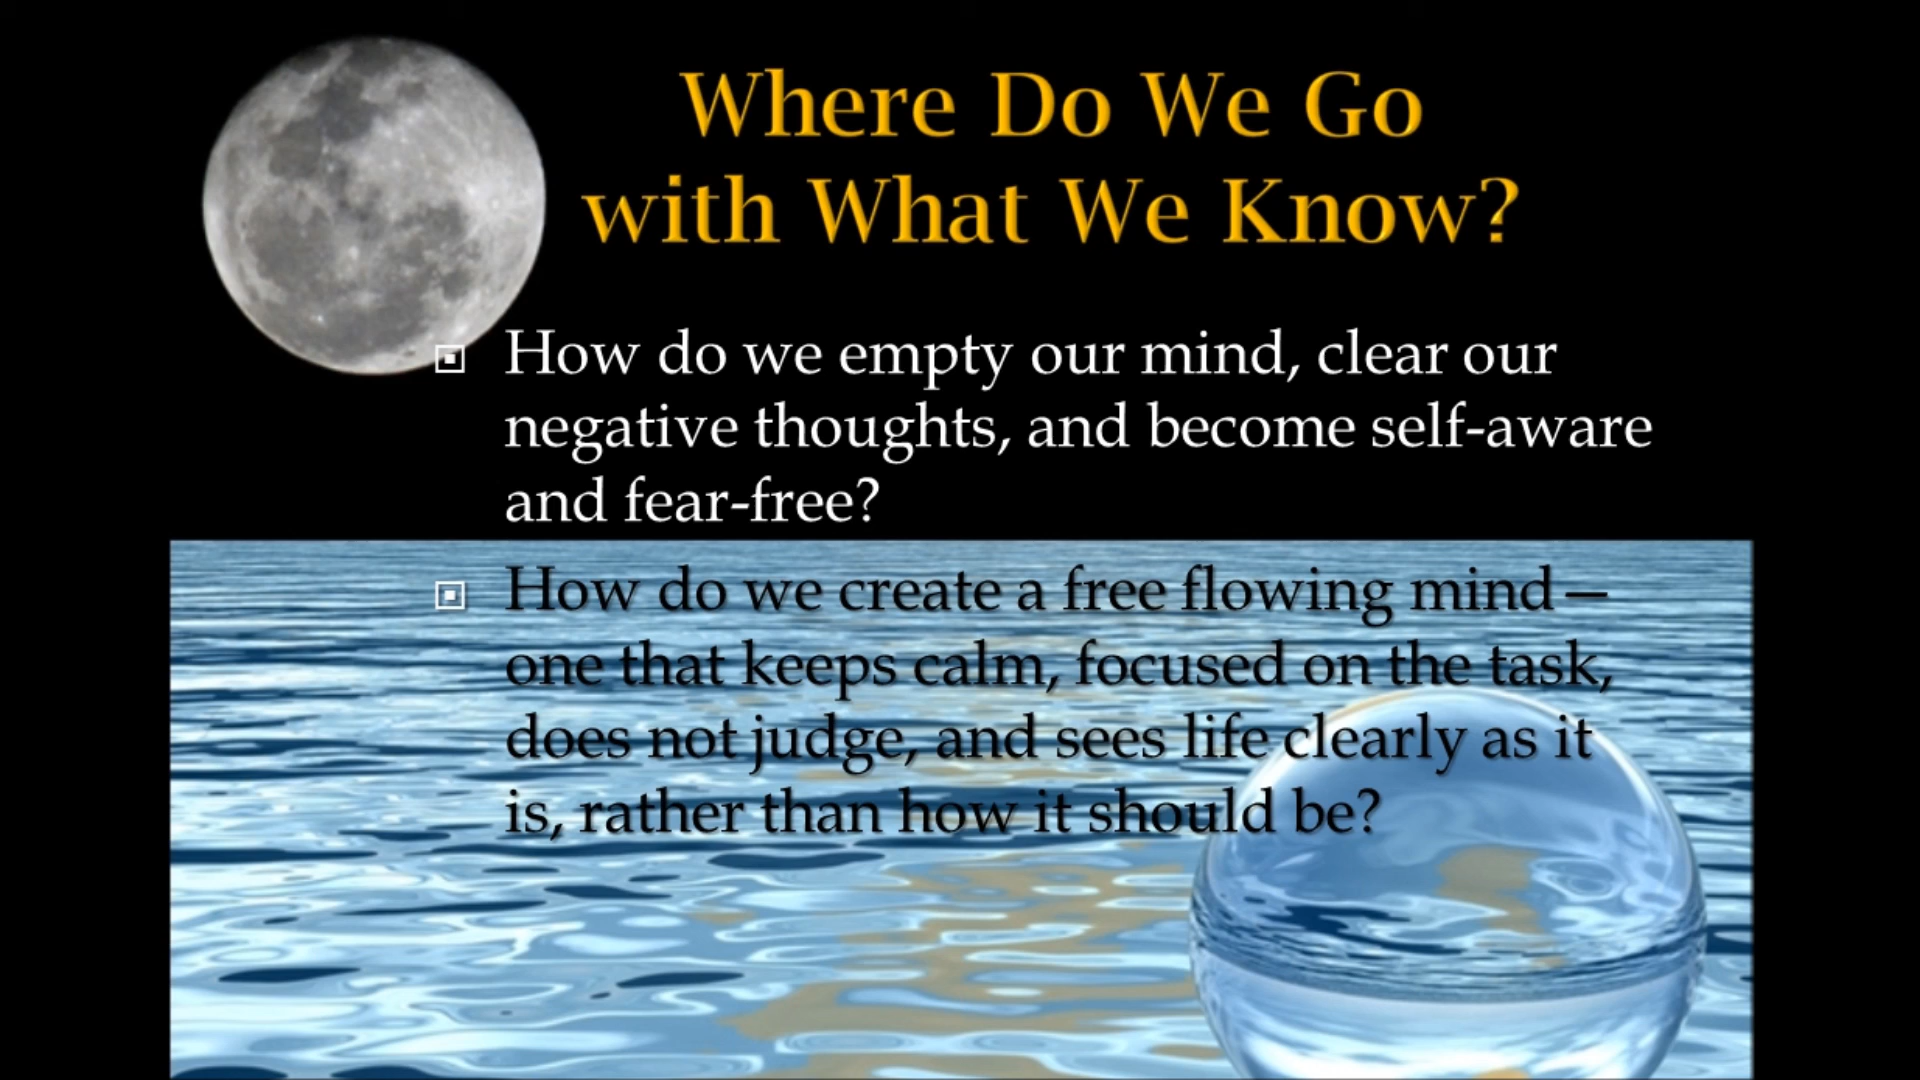 Where Do We Go
with What We Know?
How do we empty our mind, clear our
negative thoughts, and become self-aware
and fear-free?
How do we create a free flowing mind—
one that keeps calm, focused on the task,
does not judge, and sees life clearly as it
is, rather than how it should be?